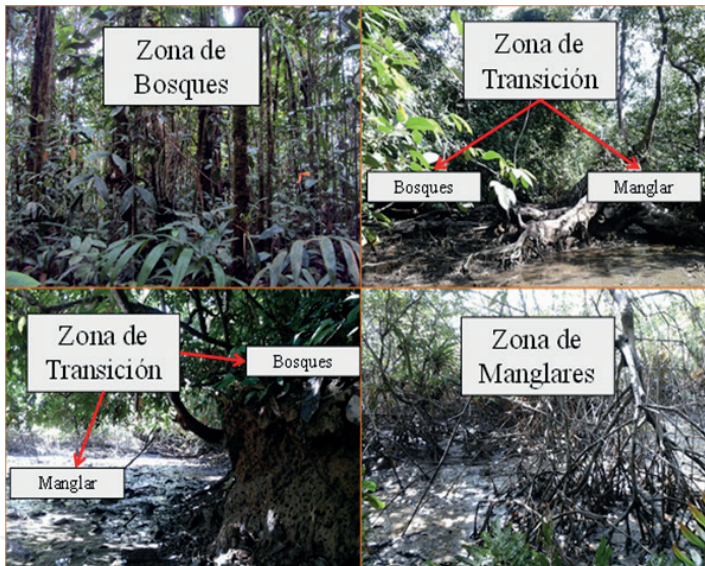 Zona de
Bosques
Zona de
Transición
Bosques
Manglar
Zona de
Transición
Bosques
Manglar
Zona de
Manglares